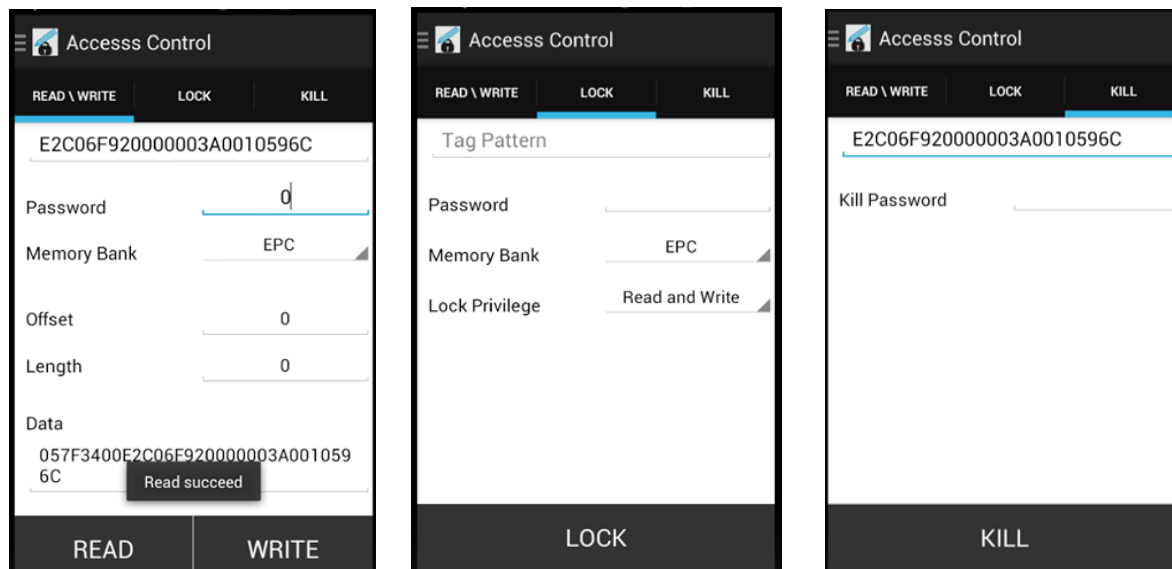 Accesss Control
READ \ WRITE LOCK KILL
E2C06F920000003A0010596C
Password 0
Memory Bank EPC
Offset 0
Length 0
Data
057F3400E2C06F920000003A001059
6C
Read succeed
READ WRITE
Accesss Control
READ \ WRITE LOCK KILL
Tag Pattern
Password
Memory Bank EPC
Lock Privilege Read and Write
LOCK
Accesss Control
READ \ WRITE LOCK KILL
E2C06F920000003A0010596C
Kill Password
KILL